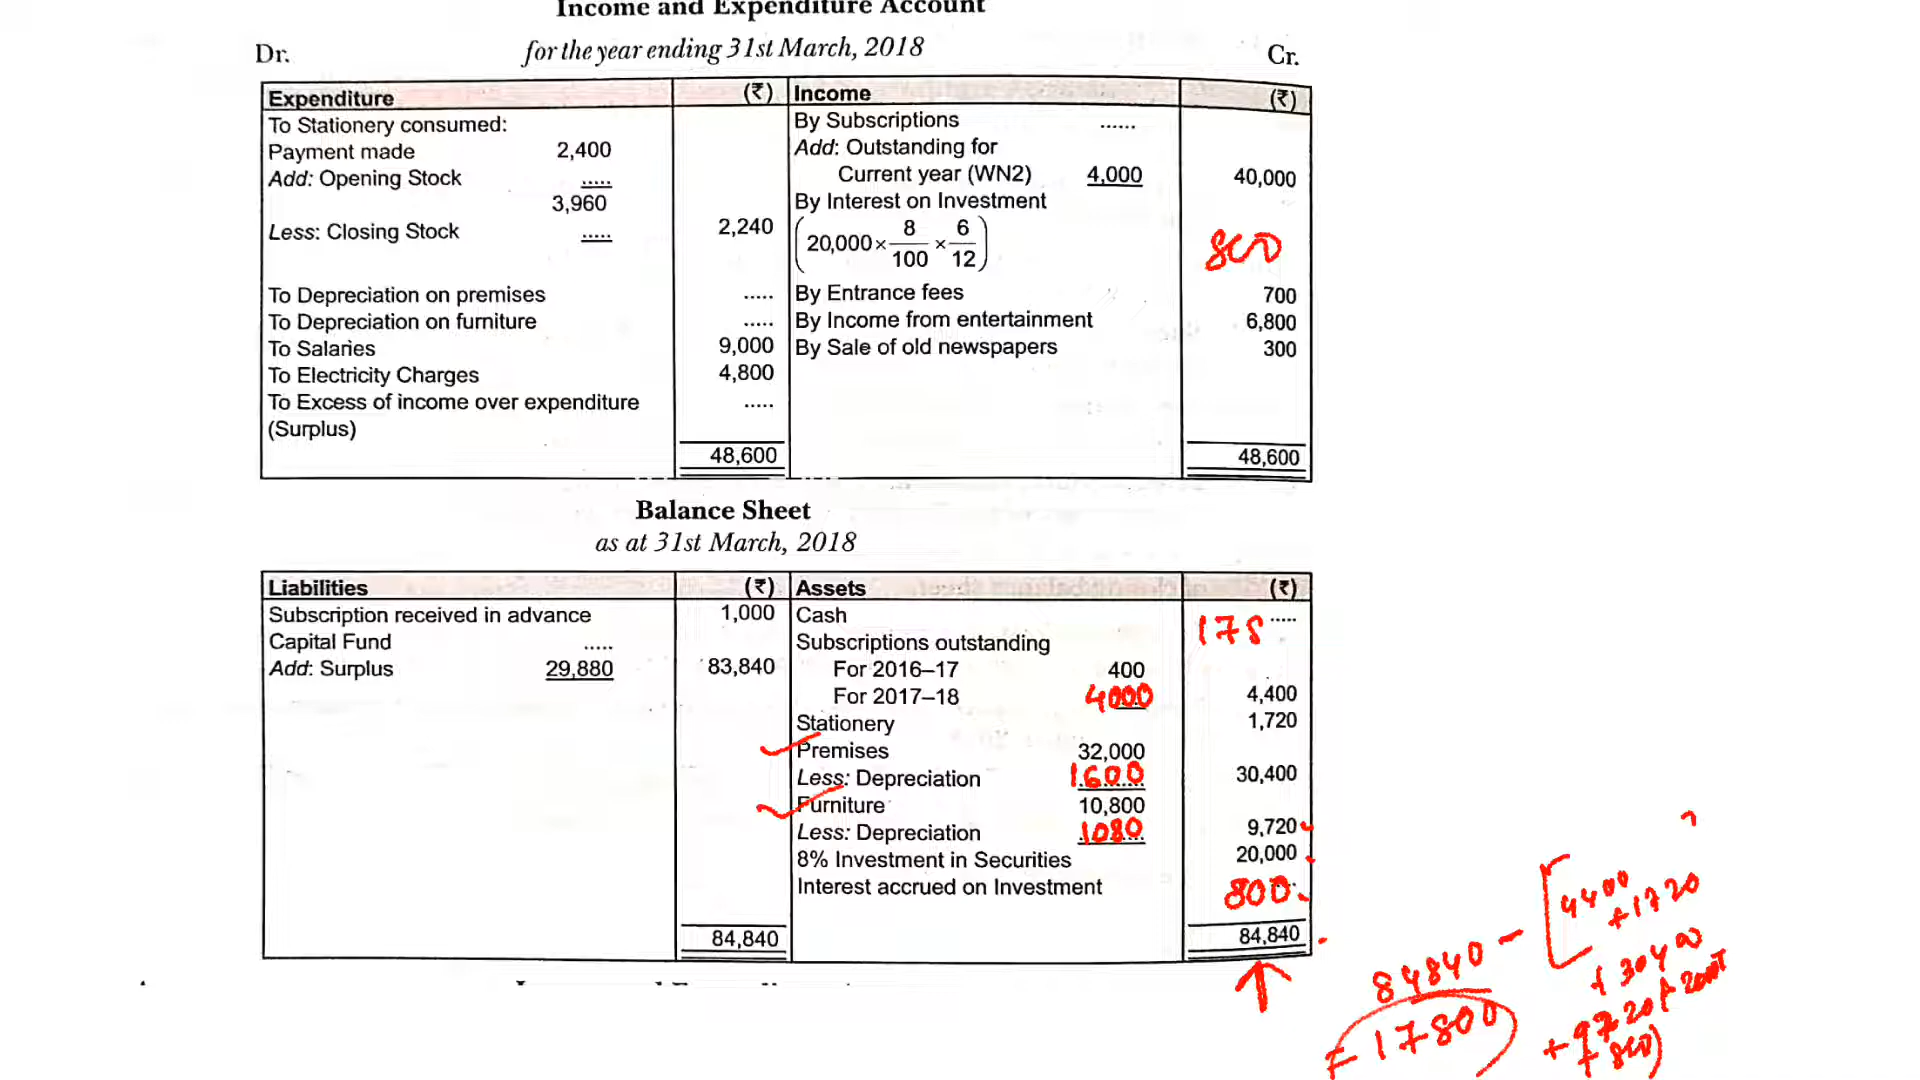 Income and Expenditure Account
Dr. for the year ending 31st March, 2018 Cr.
Expenditure (₹) Income (₹)
To Stationery consumed: By Subscriptions ......
Payment made 2,400 Add: Outstanding for
Add: Opening Stock ..... Current year (WN2) 4,000 40,000
3,960 By Interest on Investment
Less: Closing Stock ..... 2,240 (20,000 × 8/100 × 6/12) 800
To Depreciation on premises ..... By Entrance fees 700
To Depreciation on furniture ..... By Income from entertainment 6,800
To Salaries 9,000 By Sale of old newspapers 300
To Electricity Charges 4,800
To Excess of income over expenditure .....
(Surplus)
48,600 48,600
Balance Sheet
as at 31st March, 2018
Liabilities (₹) Assets (₹)
Subscription received in advance 1,000 Cash 178 .....
Capital Fund ..... Subscriptions outstanding
Add: Surplus 29,880 83,840 For 2016–17 400
For 2017–18 4000 4,400
Stationery 1,720
Premises 32,000
Less: Depreciation 1600 30,400
Furniture 10,800
Less: Depreciation 1080 9,720
8% Investment in Securities 20,000
Interest accrued on Investment 800
84,840 84,840
84840 - [4400
+1720
+30400
+9720+20000
+800)
= 17800